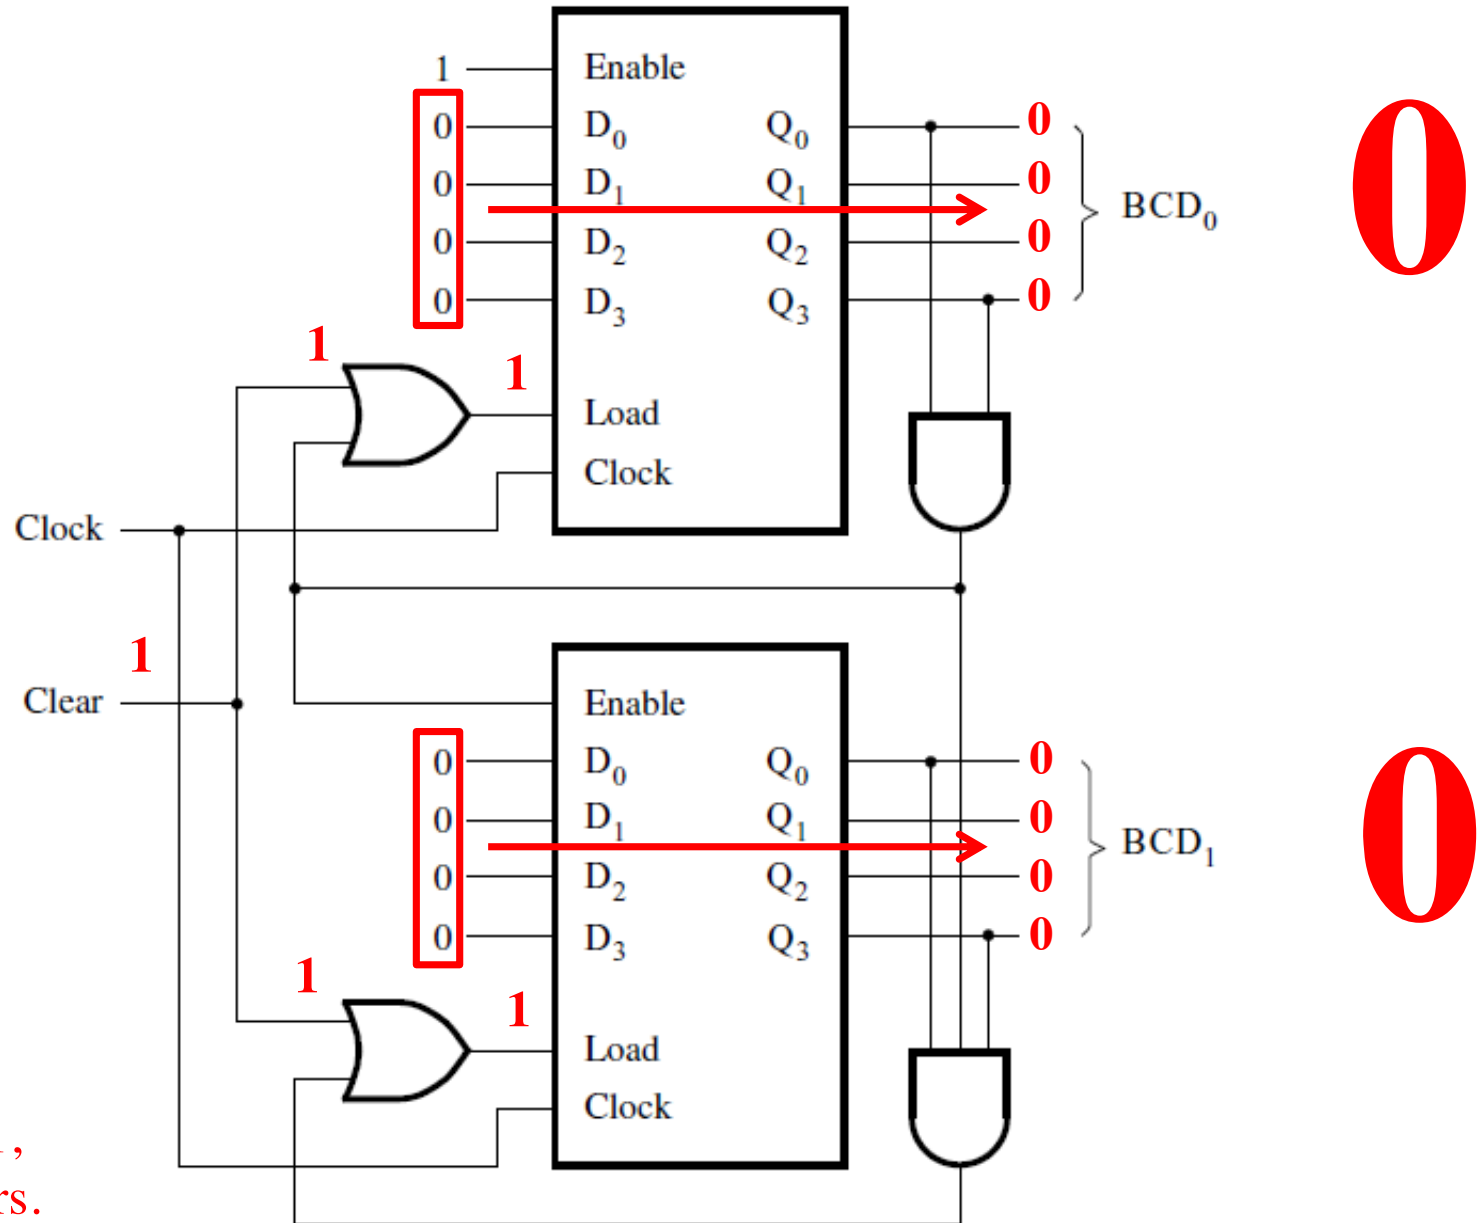 1 Enable
0 D0 Q0 0
0 D1 Q1 0
BCD0 0
0 D2 Q2 0
0 D3 Q3 0
1
1
Load
Clock
Clock
1
Clear
Enable
0 D0 Q0 0
0 D1 Q1 0
BCD1 0
0 D2 Q2 0
0 D3 Q3 0
1
1
Load
Clock